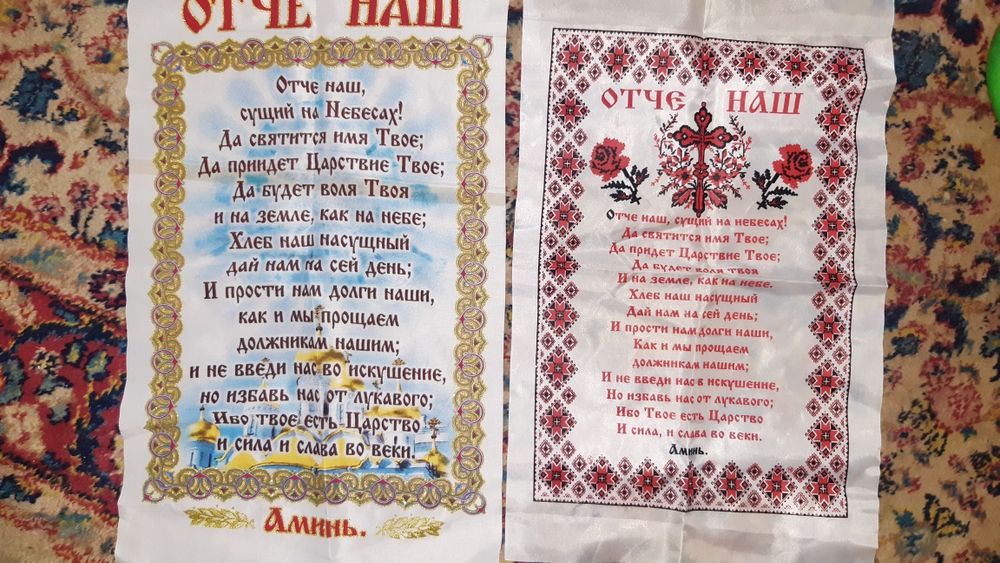 ОТЧЕ НАШ
Отче наш,
сущий на Небесах!
Да святится имя Твое;
Да приидет Царствие Твое;
Да будет воля Твоя
и на земле, как на небе;
Хлеб наш насущный
дай нам на сей день;
И прости нам долги наши,
как и мы прощаем
должникам нашим;
и не введи нас во искушение,
но избавь нас от лукавого;
Ибо твое есть Царство
и сила и слава во веки.
Аминь.
ОТЧЕ НАШ
Отче наш, сущий на небесах!
Да святится имя Твое;
Да придет Царствие Твое;
Да будет воля твоя
И на земле, как на небе.
Хлеб наш насущный
Дай нам на сей день;
И прости нам долги наши,
Как и мы прощаем
должникам нашим;
И не введи нас в искушение,
Но избавь нас от лукавого;
Ибо Твое есть Царство
И сила, и слава во веки.
Аминь.